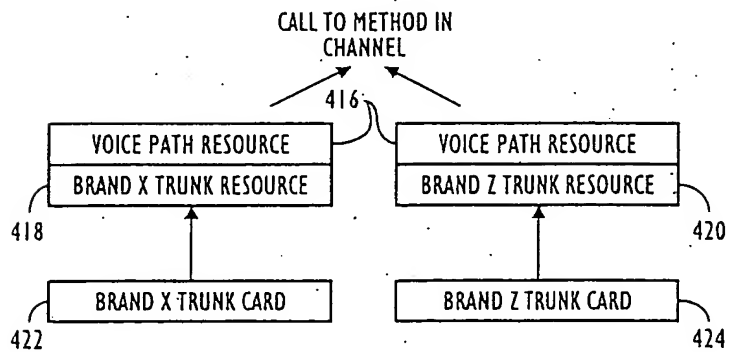 CALL TO METHOD IN
CHANNEL
416
VOICE PATH RESOURCE
VOICE PATH RESOURCE
BRAND X TRUNK RESOURCE
BRAND Z TRUNK RESOURCE
418
420
BRAND X TRUNK CARD
BRAND Z TRUNK CARD
422
424